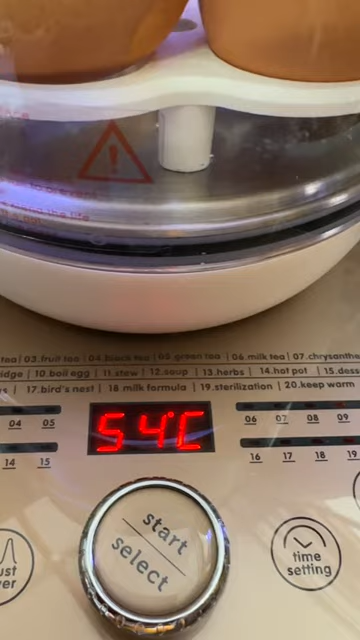 tea | 03.fruit tea | 04.black tea | 05.green tea | 06.milk tea | 07.chrysanthe
idge | 10.boil egg | 11.stew | 12.soup | 13.herbs | 14.hot pot | 15.dess
s | 17.bird's nest | 18 milk formula | 19.sterilization | 20.keep warm
04 05 06 07 08 09
54°C
14 15 16 17 18 19
start
select
time
setting
ust
er